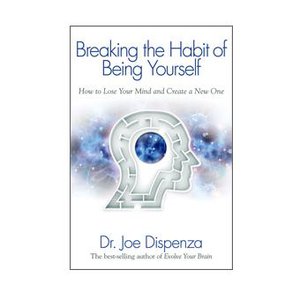 Breaking the Habit of
Being Yourself
How to Lose Your Mind and Create a New One
Dr. Joe Dispenza
The best-selling author of Evolve Your Brain